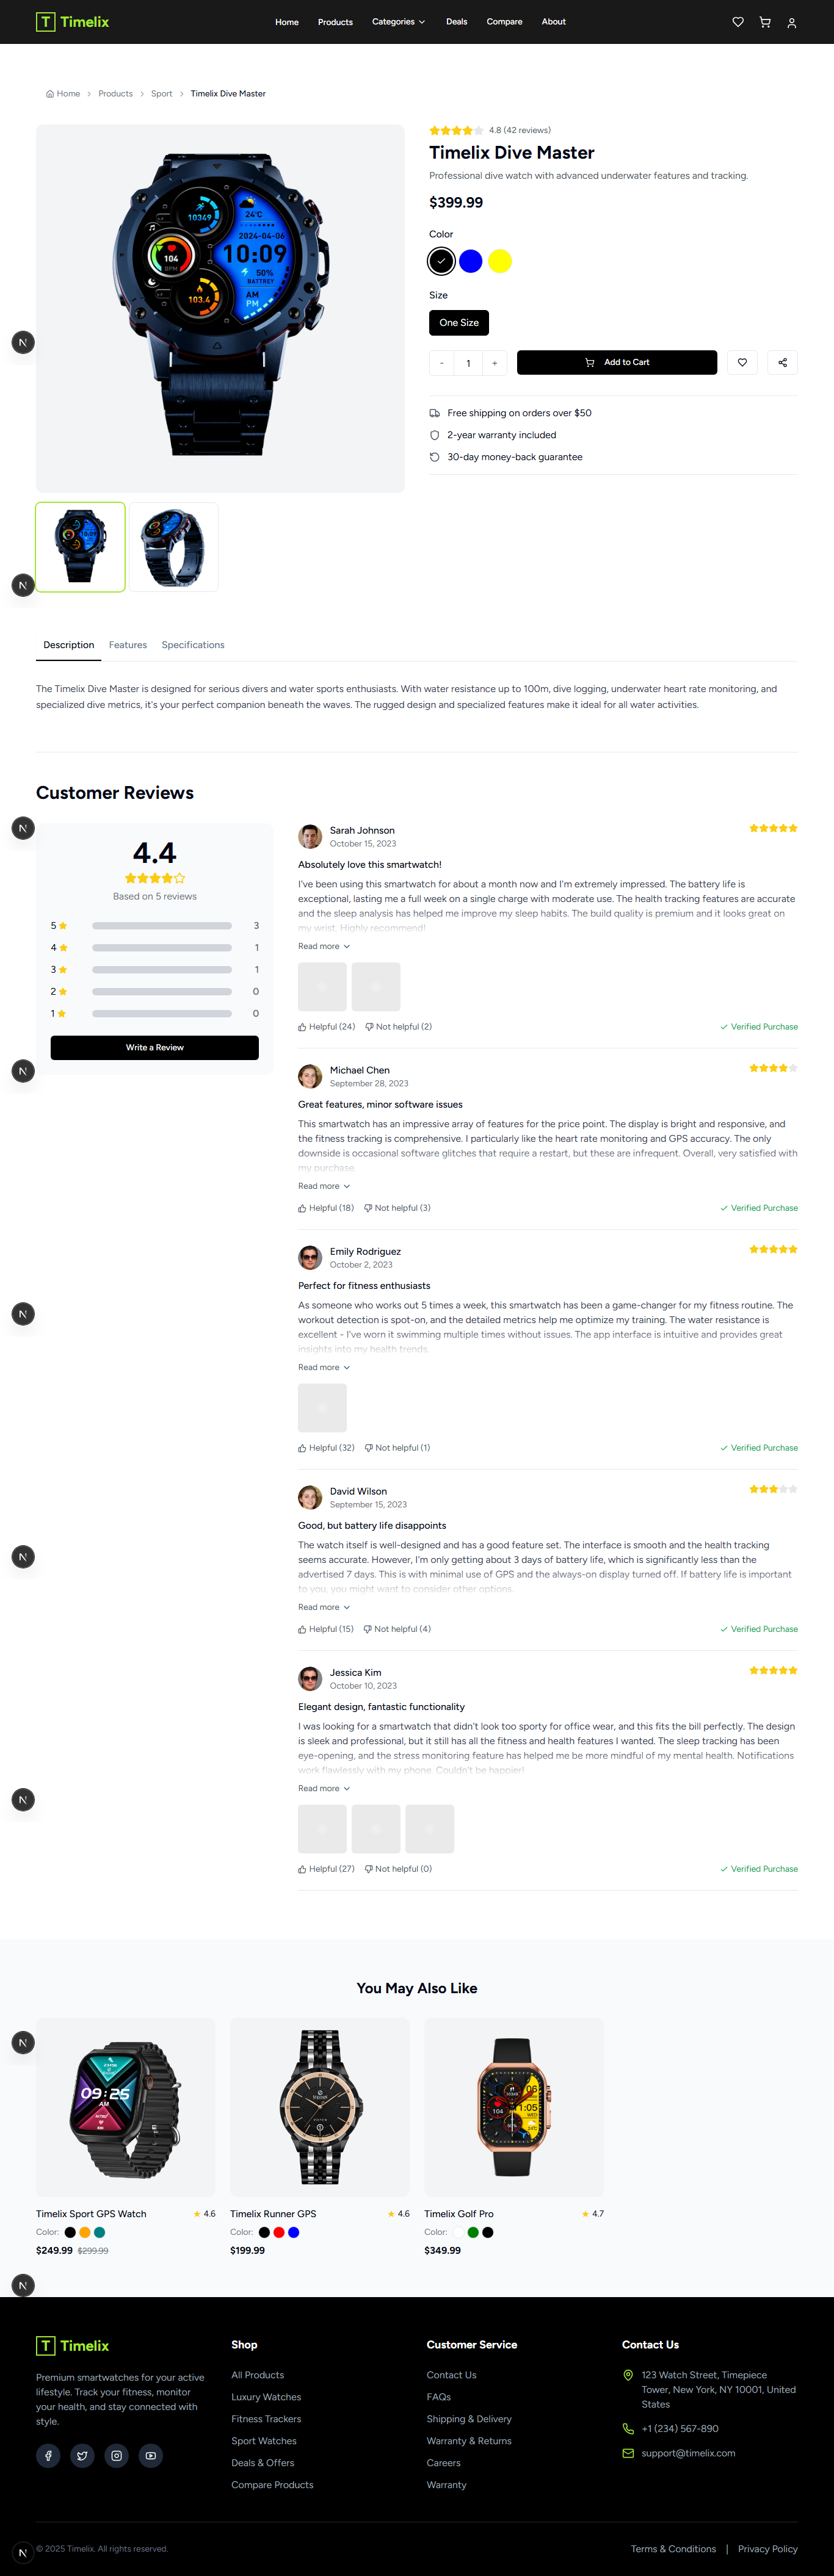 T Timelix
Home Products Categories Deals Compare About
Home > Products > Sport > Timelix Dive Master
4.8 (42 reviews)
Timelix Dive Master
Professional dive watch with advanced underwater features and tracking.
$399.99
Color
Size
One Size
- 1 + Add to Cart
Free shipping on orders over $50
2-year warranty included
30-day money-back guarantee
10349
24°C
2024-04-06
104
BPM
10:09
50%
BATTREY
103.4
AM
PM
N
N
Description Features Specifications
The Timelix Dive Master is designed for serious divers and water sports enthusiasts. With water resistance up to 100m, dive logging, underwater heart rate monitoring, and
specialized dive metrics, it's your perfect companion beneath the waves. The rugged design and specialized features make it ideal for all water activities.
Customer Reviews
N
4.4
Based on 5 reviews
5 3
4 1
3 1
2 0
1 0
Write a Review
N
Sarah Johnson
October 15, 2023
Absolutely love this smartwatch!
I've been using this smartwatch for about a month now and I'm extremely impressed. The battery life is
exceptional, lasting me a full week on a single charge with moderate use. The health tracking features are accurate
and the sleep analysis has helped me improve my sleep habits. The build quality is premium and it looks great on
my wrist. Highly recommend!
Read more
Helpful (24) Not helpful (2) Verified Purchase
Michael Chen
September 28, 2023
Great features, minor software issues
This smartwatch has an impressive array of features for the price point. The display is bright and responsive, and
the fitness tracking is comprehensive. I particularly like the heart rate monitoring and GPS accuracy. The only
downside is occasional software glitches that require a restart, but these are infrequent. Overall, very satisfied with
my purchase.
Read more
Helpful (18) Not helpful (3) Verified Purchase
Emily Rodriguez
October 2, 2023
Perfect for fitness enthusiasts
As someone who works out 5 times a week, this smartwatch has been a game-changer for my fitness routine. The
workout detection is spot-on, and the detailed metrics help me optimize my training. The water resistance is
excellent - I've worn it swimming multiple times without issues. The app interface is intuitive and provides great
insights into my health trends.
Read more
N
Helpful (32) Not helpful (1) Verified Purchase
David Wilson
September 15, 2023
Good, but battery life disappoints
The watch itself is well-designed and has a good feature set. The interface is smooth and the health tracking
seems accurate. However, I'm only getting about 3 days of battery life, which is significantly less than the
advertised 7 days. This is with minimal use of GPS and the always-on display turned off. If battery life is important
to you, you might want to consider other options.
Read more
N
Helpful (15) Not helpful (4) Verified Purchase
Jessica Kim
October 10, 2023
Elegant design, fantastic functionality
I was looking for a smartwatch that didn't look too sporty for office wear, and this fits the bill perfectly. The design
is sleek and professional, but it still has all the fitness and health features I wanted. The sleep tracking has been
eye-opening, and the stress monitoring feature has helped me be more mindful of my mental health. Notifications
work flawlessly with my phone. Couldn't be happier!
Read more
N
Helpful (27) Not helpful (0) Verified Purchase
You May Also Like
N
09:25
AM
1:05
104
Timelix Sport GPS Watch 4.6
Color:
$249.99 $299.99
Timelix Runner GPS 4.6
Color:
$199.99
Timelix Golf Pro 4.7
Color:
$349.99
N
T Timelix
Premium smartwatches for your active
lifestyle. Track your fitness, monitor
your health, and stay connected with
style.
Shop
All Products
Luxury Watches
Fitness Trackers
Sport Watches
Deals & Offers
Compare Products
Customer Service
Contact Us
FAQs
Shipping & Delivery
Warranty & Returns
Careers
Warranty
Contact Us
123 Watch Street, Timepiece
Tower, New York, NY 10001, United
States
+1 (234) 567-890
support@timelix.com
N
© 2025 Timelix. All rights reserved.
Terms & Conditions | Privacy Policy